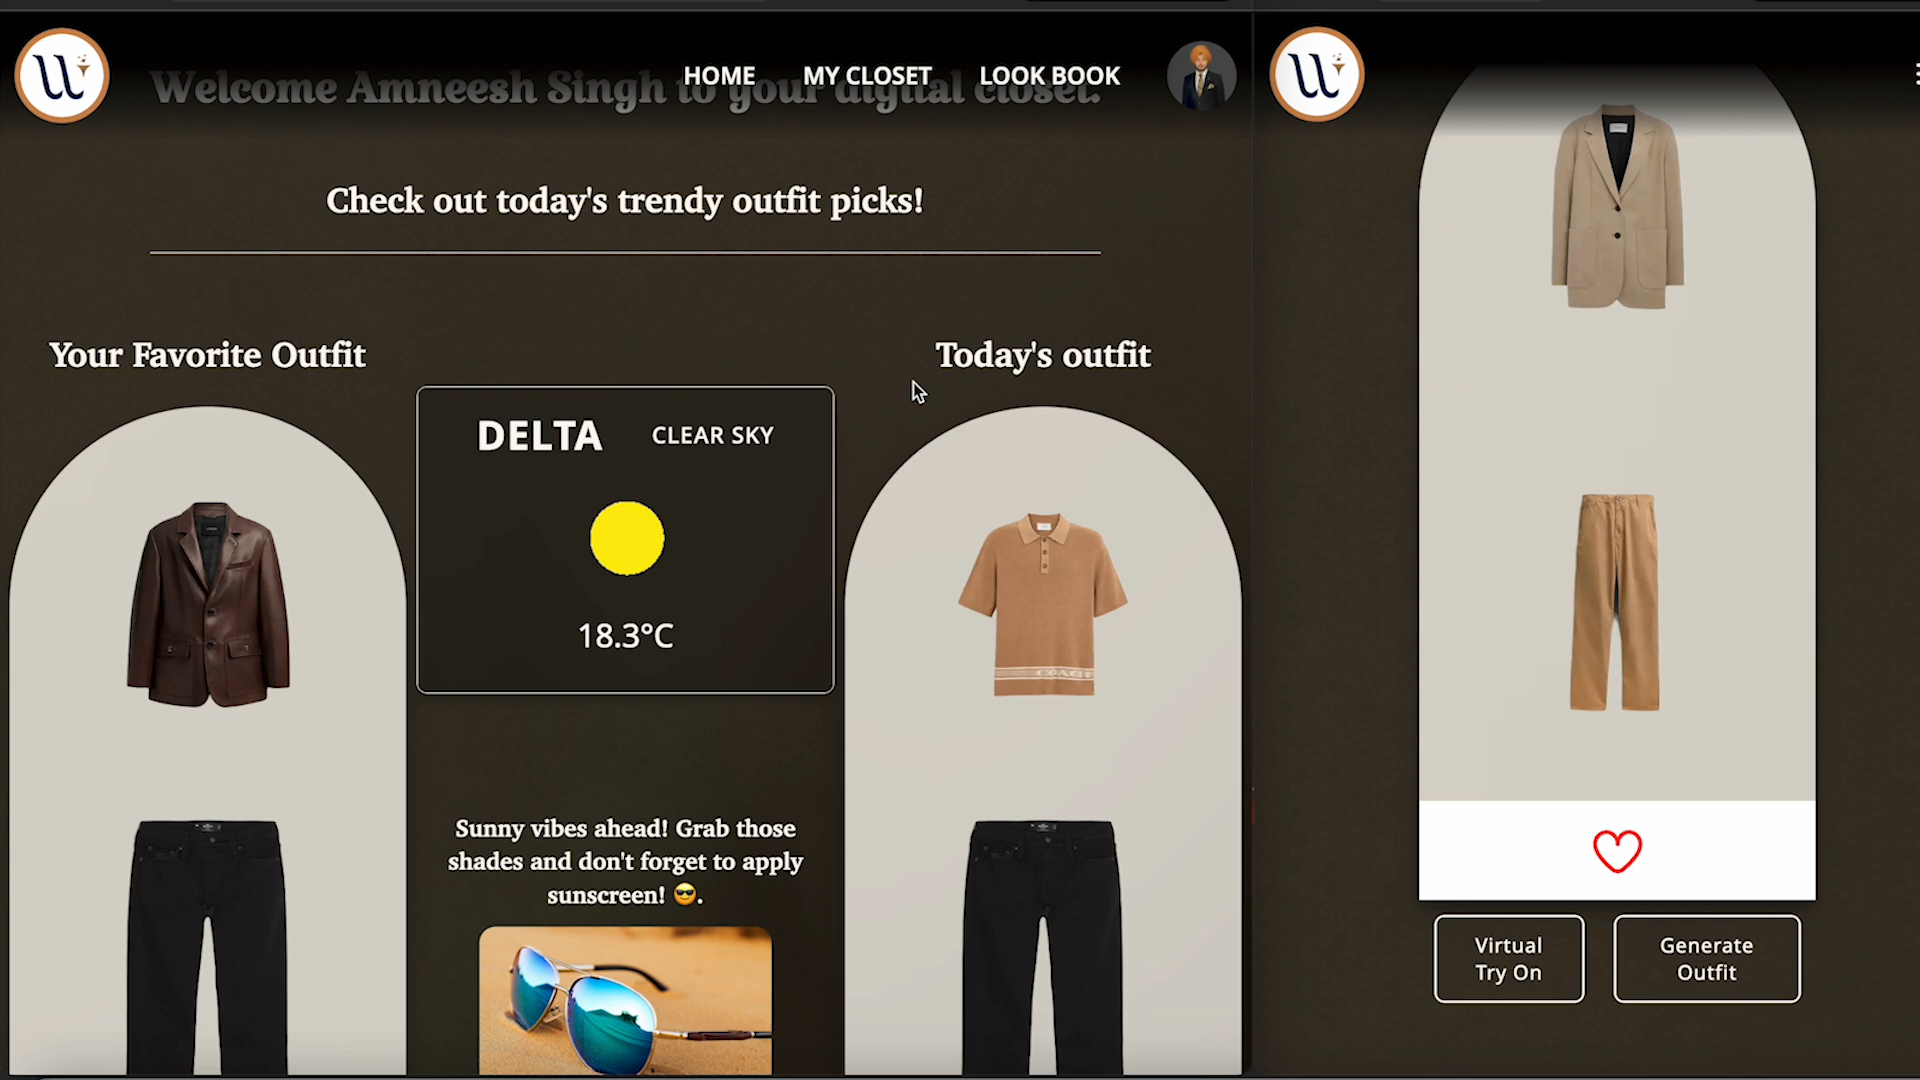 Welcome Amneesh Singh to your digital closet.
HOME MY CLOSET LOOK BOOK
Check out today's trendy outfit picks!
Your Favorite Outfit
Today's outfit
DELTA CLEAR SKY
18.3°C
COACH
Sunny vibes ahead! Grab those
shades and don't forget to apply
sunscreen! 😎.
Virtual
Try On
Generate
Outfit